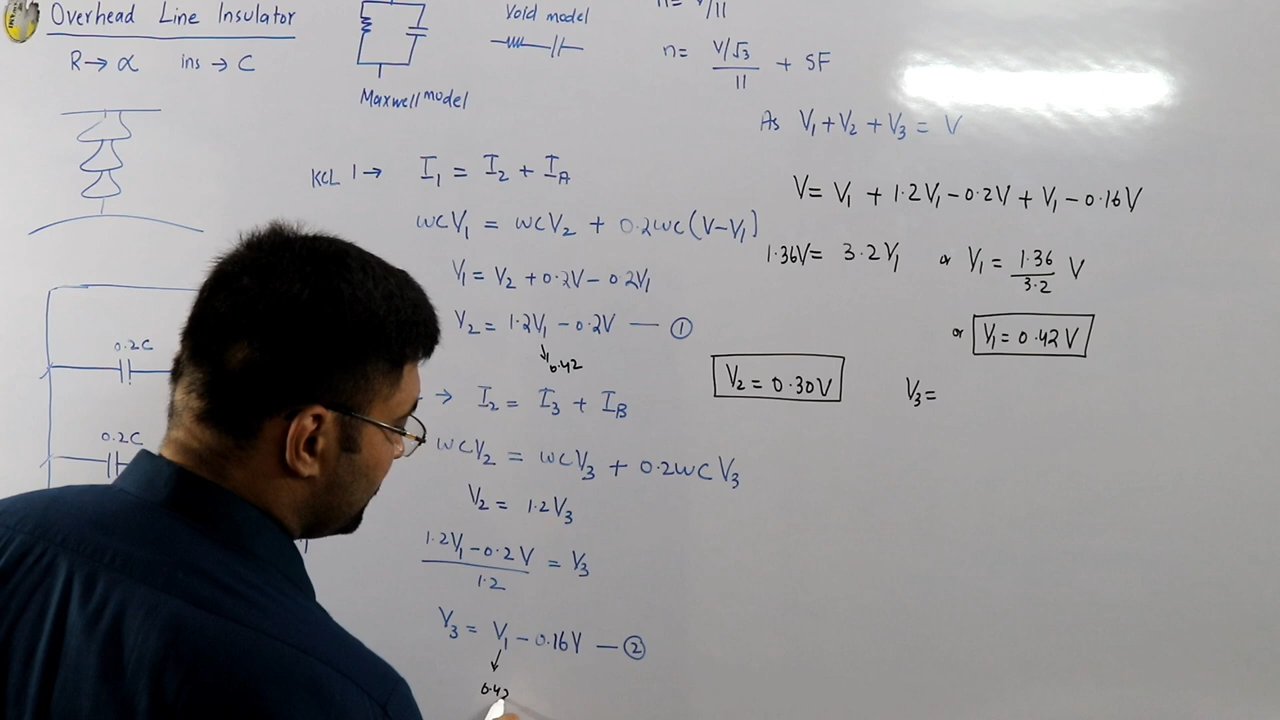 Overhead Line Insulator
R→ α ins → C
Maxwell model
Void model
n= V/√3 / 11 + SF
As V₁+V₂+V₃ = V
KCL 1→ I₁ = I₂ + I_A
ωCV₁ = ωCV₂ + 0.2ωC(V-V₁)
V₁ = V₂ + 0.2V - 0.2V₁
V₂ = 1.2V₁ - 0.2V — ①
0.42
→ I₂ = I₃ + I_B
ωCV₂ = ωCV₃ + 0.2ωCV₃
V₂ = 1.2V₃
1.2V₁-0.2V / 1.2 = V₃
V₃ = V₁ - 0.16V — ②
0.42
0.2C
0.2C
V = V₁ + 1.2V₁-0.2V + V₁-0.16V
1.36V = 3.2V₁ or V₁ = 1.36 / 3.2 V
or V₁ = 0.42V
V₂ = 0.30V
V₃=